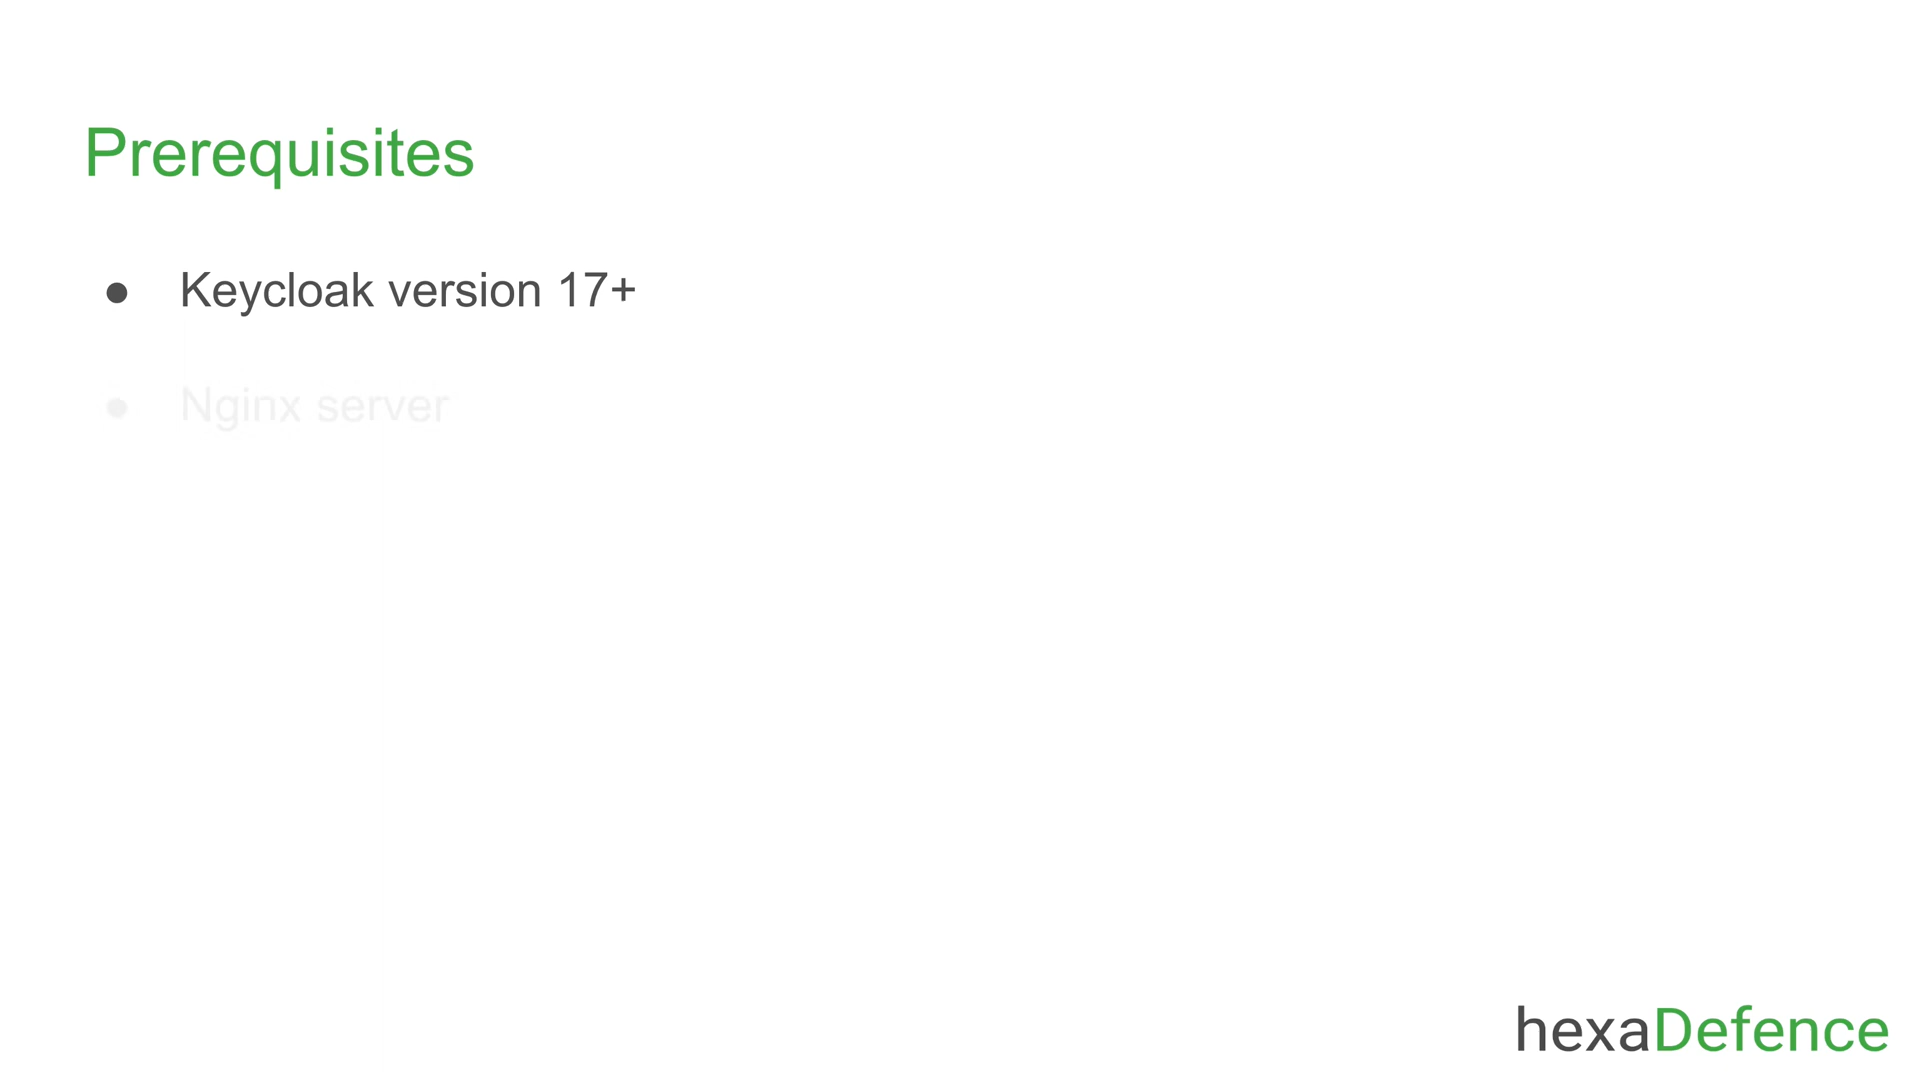 Prerequisites
● Keycloak version 17+
● Nginx server
hexaDefence